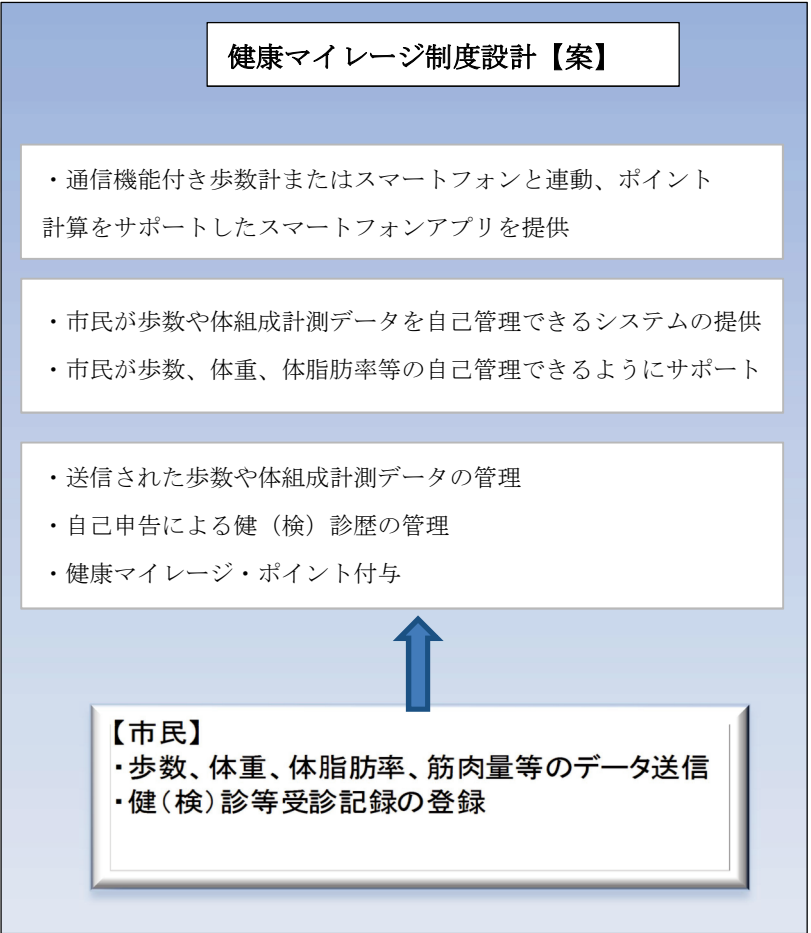 健康マイレージ制度設計【案】
・通信機能付き歩数計またはスマートフォンと連動、ポイント
計算をサポートしたスマートフォンアプリを提供
・市民が歩数や体組成計測データを自己管理できるシステムの提供
・市民が歩数、体重、体脂肪率等の自己管理できるようにサポート
・送信された歩数や体組成計測データの管理
・自己申告による健（検）診歴の管理
・健康マイレージ・ポイント付与
【市民】
・歩数、体重、体脂肪率、筋肉量等のデータ送信
・健（検）診等受診記録の登録